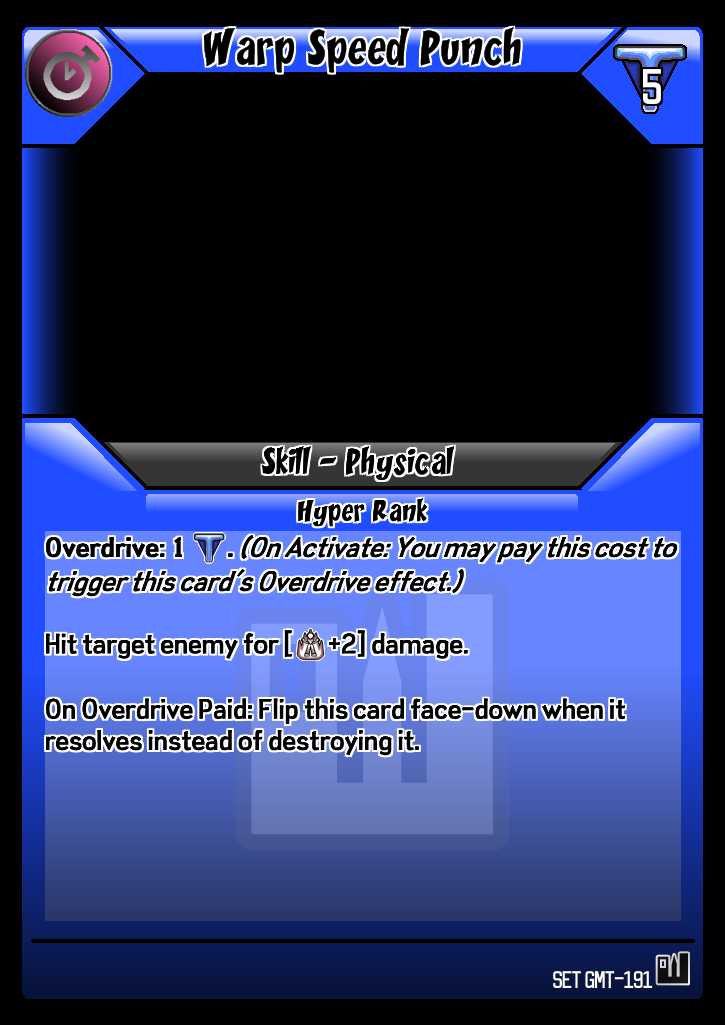 Warp Speed Punch
5
Skill - Physical
Hyper Rank
Overdrive: 1 . (On Activate: You may pay this cost to
trigger this card's Overdrive effect.)
Hit target enemy for [ +2] damage.
On Overdrive Paid: Flip this card face-down when it
resolves instead of destroying it.
SET GMT-191